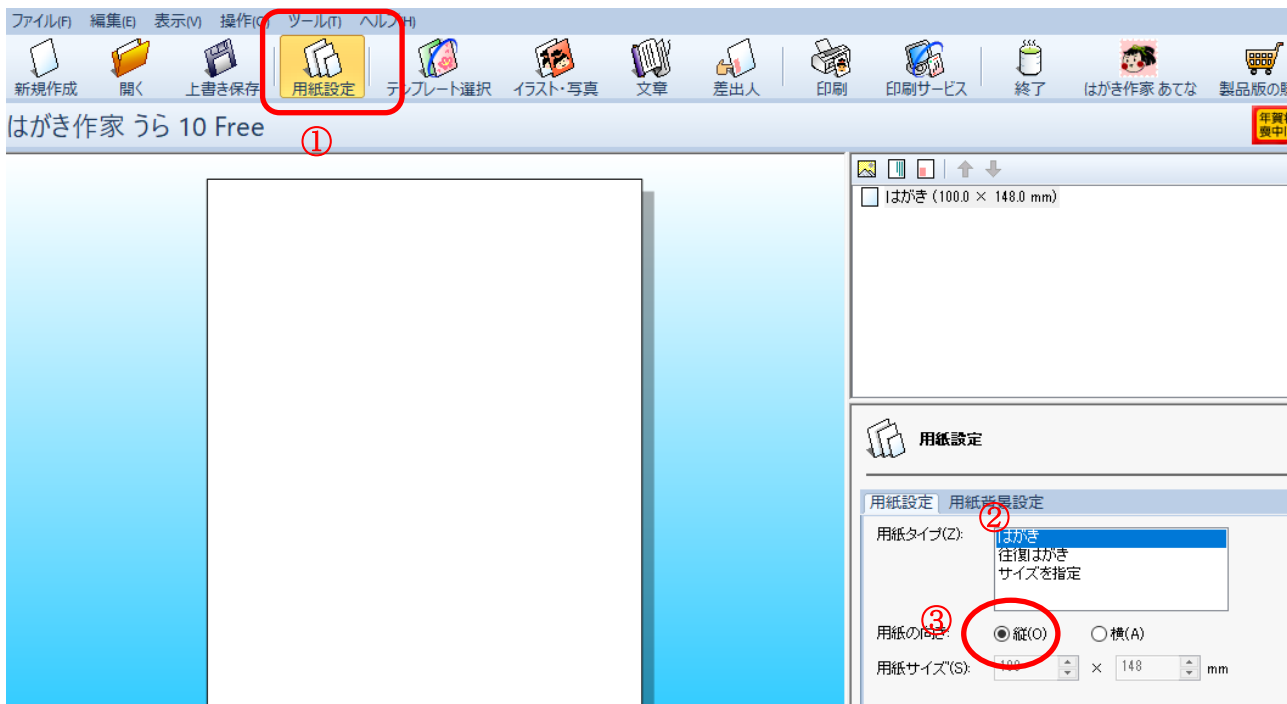 ファイル(F) 編集(E) 表示(V) 操作(O) ツール(T) ヘルプ(H)
新規作成 開く 上書き保存 用紙設定 テンプレート選択 イラスト・写真 文章 差出人 印刷 印刷サービス 終了 はがき作家 あてな 製品版の
はがき作家 うら 10 Free
①
はがき (100.0 × 148.0 mm)
用紙設定
用紙設定 用紙背景設定
②
用紙タイプ(Z): はがき
往復はがき
サイズを指定
③
用紙の向き: 縦(O) 横(A)
用紙サイズ(S): 100 × 148 mm